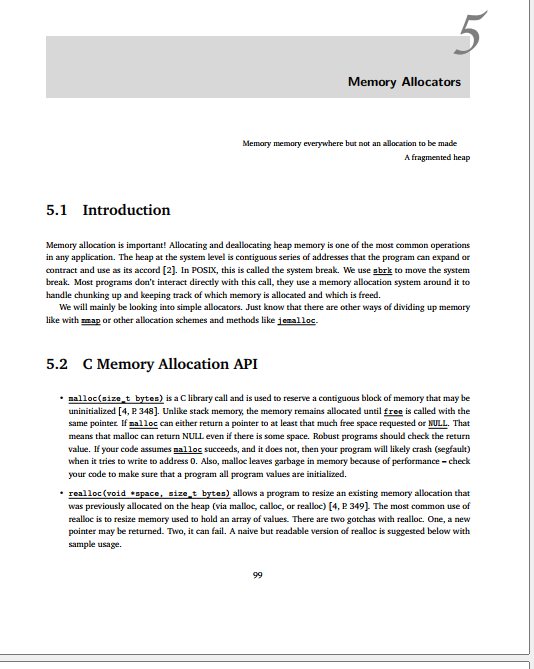 5
Memory Allocators
Memory memory everywhere but not an allocation to be made
A fragmented heap
5.1 Introduction
Memory allocation is important! Allocating and deallocating heap memory is one of the most common operations
in any application. The heap at the system level is contiguous series of addresses that the program can expand or
contract and use as its accord [2]. In POSIX, this is called the system break. We use sbrk to move the system
break. Most programs don't interact directly with this call, they use a memory allocation system around it to
handle chunking up and keeping track of which memory is allocated and which is freed.
We will mainly be looking into simple allocators. Just know that there are other ways of dividing up memory
like with mmap or other allocation schemes and methods like jemalloc.
5.2 C Memory Allocation API
• malloc(size_t bytes) is a C library call and is used to reserve a contiguous block of memory that may be
uninitialized [4, P. 348]. Unlike stack memory, the memory remains allocated until free is called with the
same pointer. If malloc can either return a pointer to at least that much free space requested or NULL. That
means that malloc can return NULL even if there is some space. Robust programs should check the return
value. If your code assumes malloc succeeds, and it does not, then your program will likely crash (segfault)
when it tries to write to address 0. Also, malloc leaves garbage in memory because of performance – check
your code to make sure that a program all program values are initialized.
• realloc(void *space, size_t bytes) allows a program to resize an existing memory allocation that
was previously allocated on the heap (via malloc, calloc, or realloc) [4, P. 349]. The most common use of
realloc is to resize memory used to hold an array of values. There are two gotchas with realloc. One, a new
pointer may be returned. Two, it can fail. A naive but readable version of realloc is suggested below with
sample usage.
99